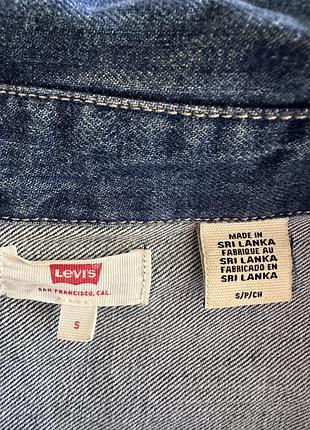 Levi's
SAN FRANCISCO, CAL.
S
MADE IN
SRI LANKA
FABRIQUE AU
SRI LANKA
FABRICADO EN
SRI LANKA
S/P/CH